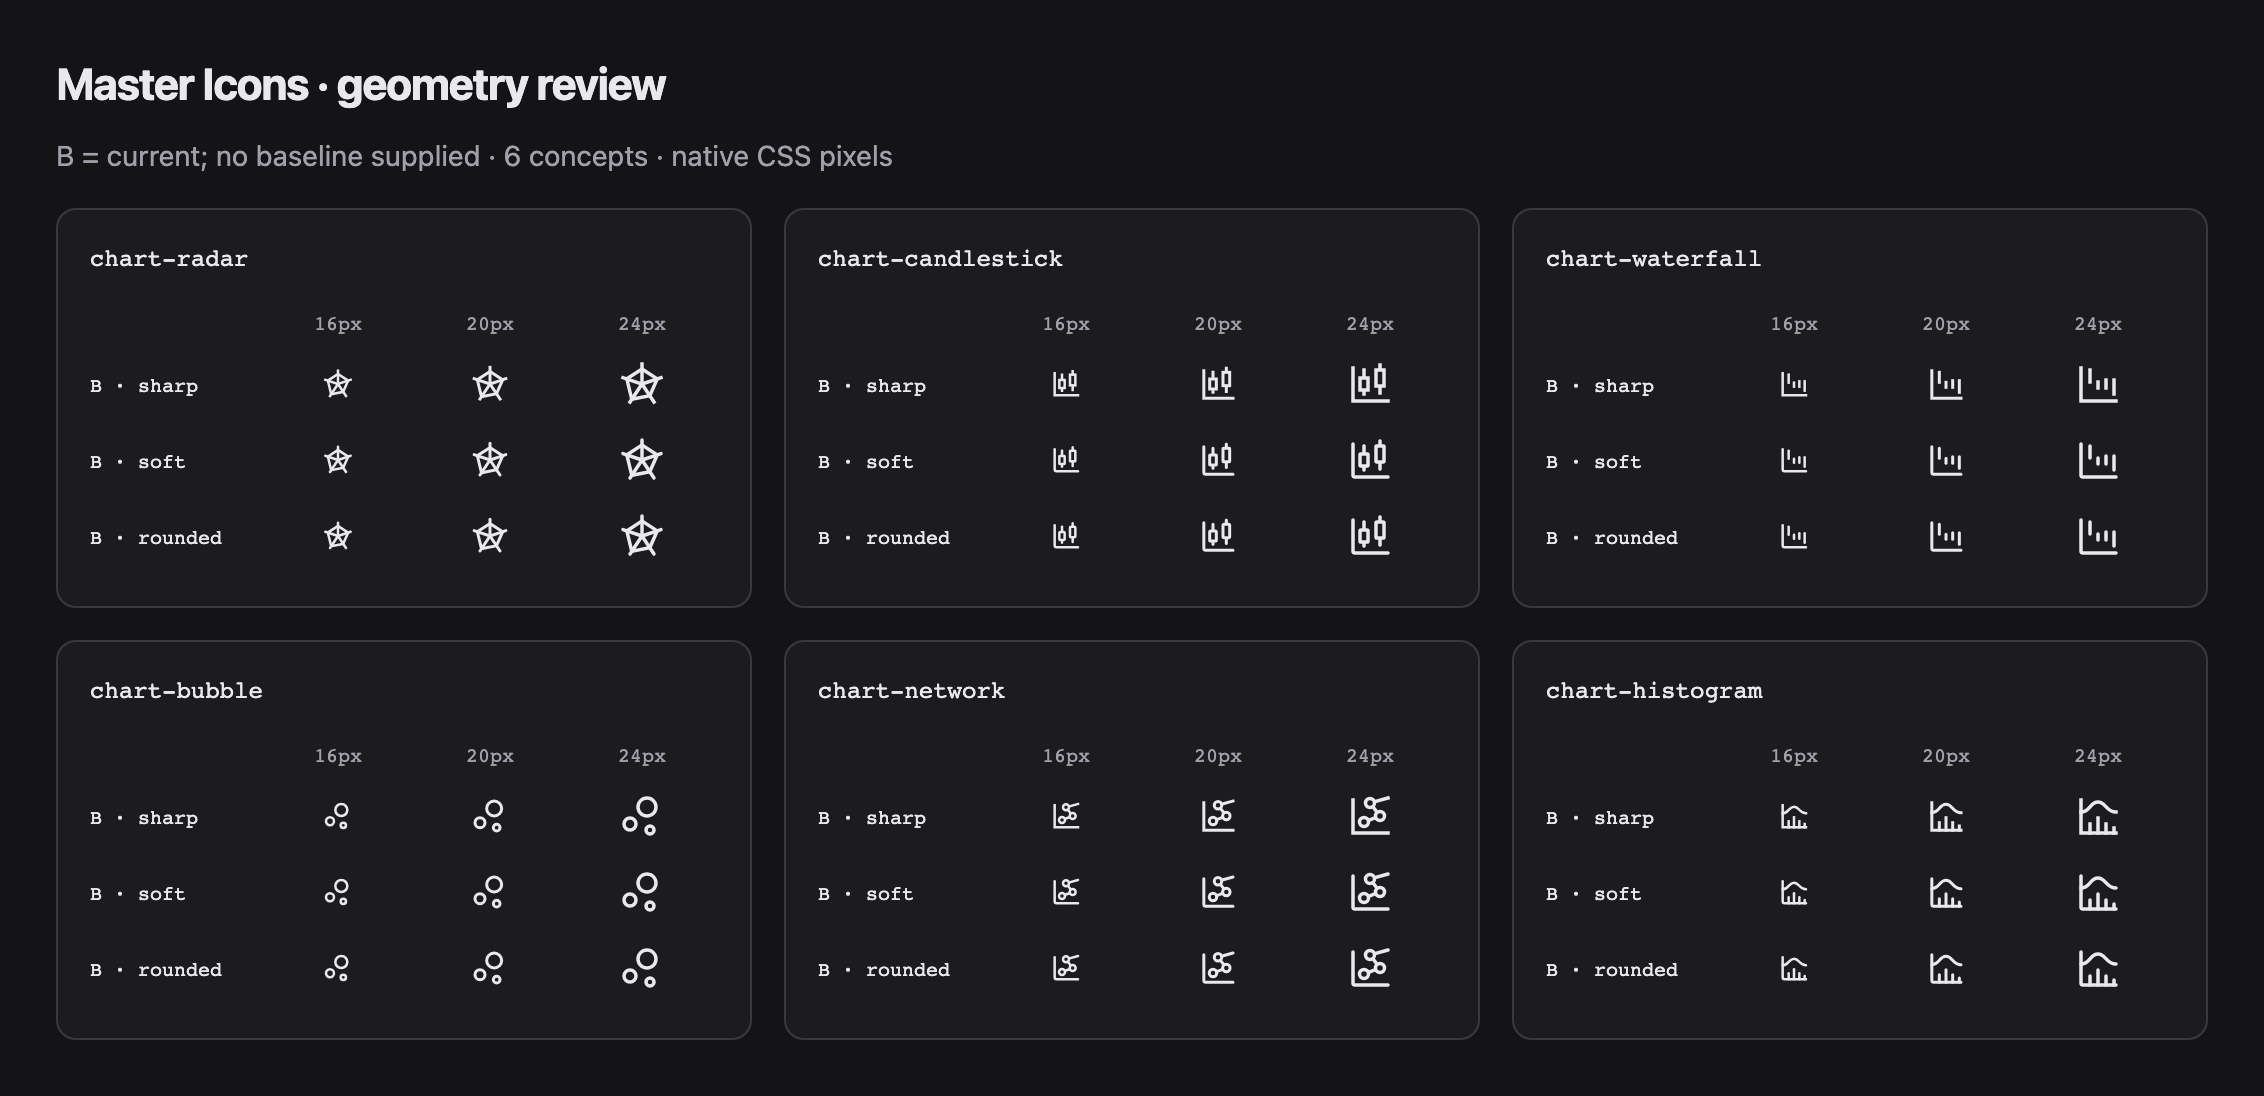 Master Icons · geometry review
B = current; no baseline supplied · 6 concepts · native CSS pixels
chart-radar
16px 20px 24px
B · sharp
B · soft
B · rounded
chart-candlestick
16px 20px 24px
B · sharp
B · soft
B · rounded
chart-waterfall
16px 20px 24px
B · sharp
B · soft
B · rounded
chart-bubble
16px 20px 24px
B · sharp
B · soft
B · rounded
chart-network
16px 20px 24px
B · sharp
B · soft
B · rounded
chart-histogram
16px 20px 24px
B · sharp
B · soft
B · rounded